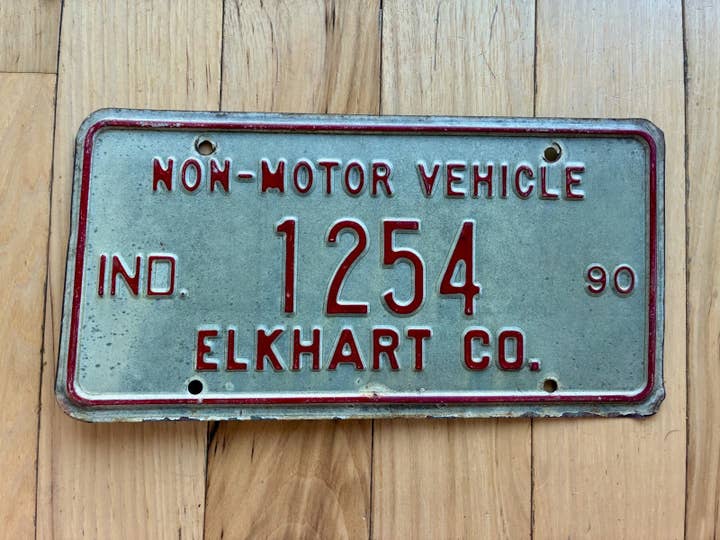 NON-MOTOR VEHICLE
IND. 1254 90
ELKHART CO.